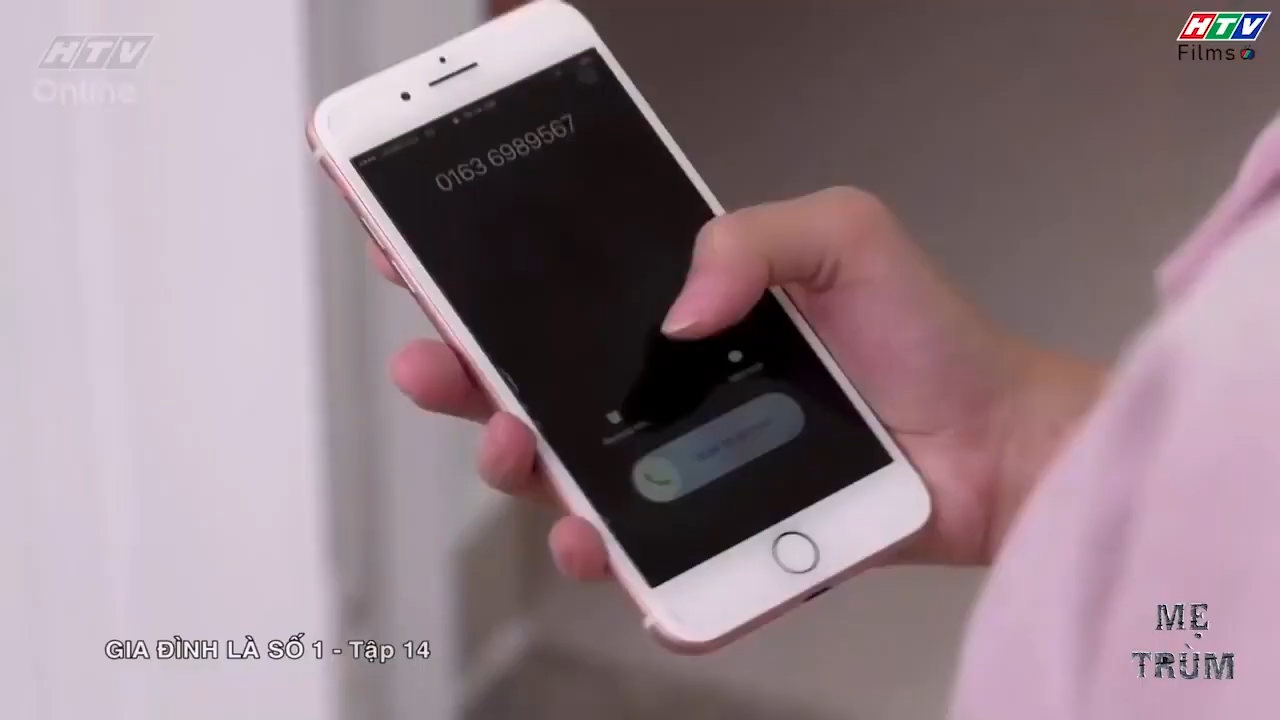 HTV
Online
HTV
Films
0163 6989567
GIA ĐÌNH LÀ SỐ 1 - Tập 14
MẸ
TRÙM